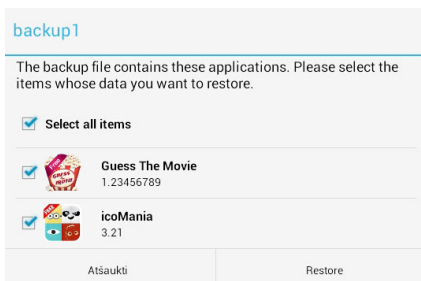 backup1
The backup file contains these applications. Please select the
items whose data you want to restore.
Select all items
Guess The Movie
1.23456789
icoMania
3.21
Atšaukti
Restore